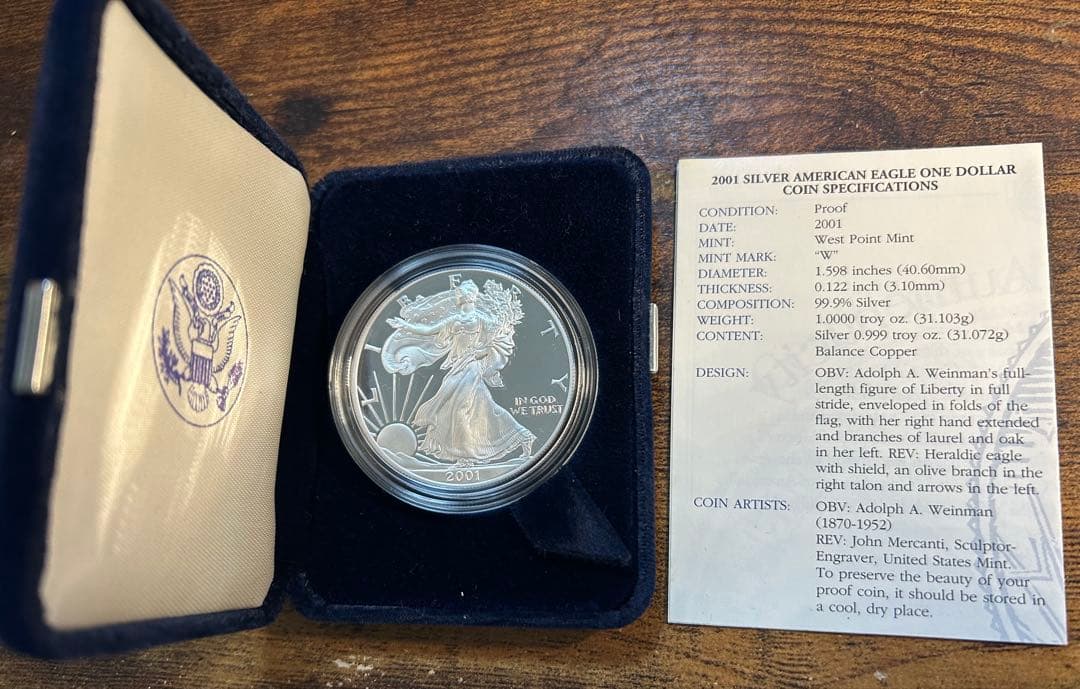 LIBERTY
IN GOD
WE TRUST
2001
2001 SILVER AMERICAN EAGLE ONE DOLLAR
COIN SPECIFICATIONS
CONDITION: Proof
DATE: 2001
MINT: West Point Mint
MINT MARK: “W”
DIAMETER: 1.598 inches (40.60mm)
THICKNESS: 0.122 inch (3.10mm)
COMPOSITION: 99.9% Silver
WEIGHT: 1.0000 troy oz. (31.103g)
CONTENT: Silver 0.999 troy oz. (31.072g)
Balance Copper
DESIGN: OBV: Adolph A. Weinman's full-
length figure of Liberty in full
stride, enveloped in folds of the
flag, with her right hand extended
and branches of laurel and oak
in her left. REV: Heraldic eagle
with shield, an olive branch in the
right talon and arrows in the left.
COIN ARTISTS: OBV: Adolph A. Weinman
(1870-1952)
REV: John Mercanti, Sculptor-
Engraver, United States Mint.
To preserve the beauty of your
proof coin, it should be stored in
a cool, dry place.